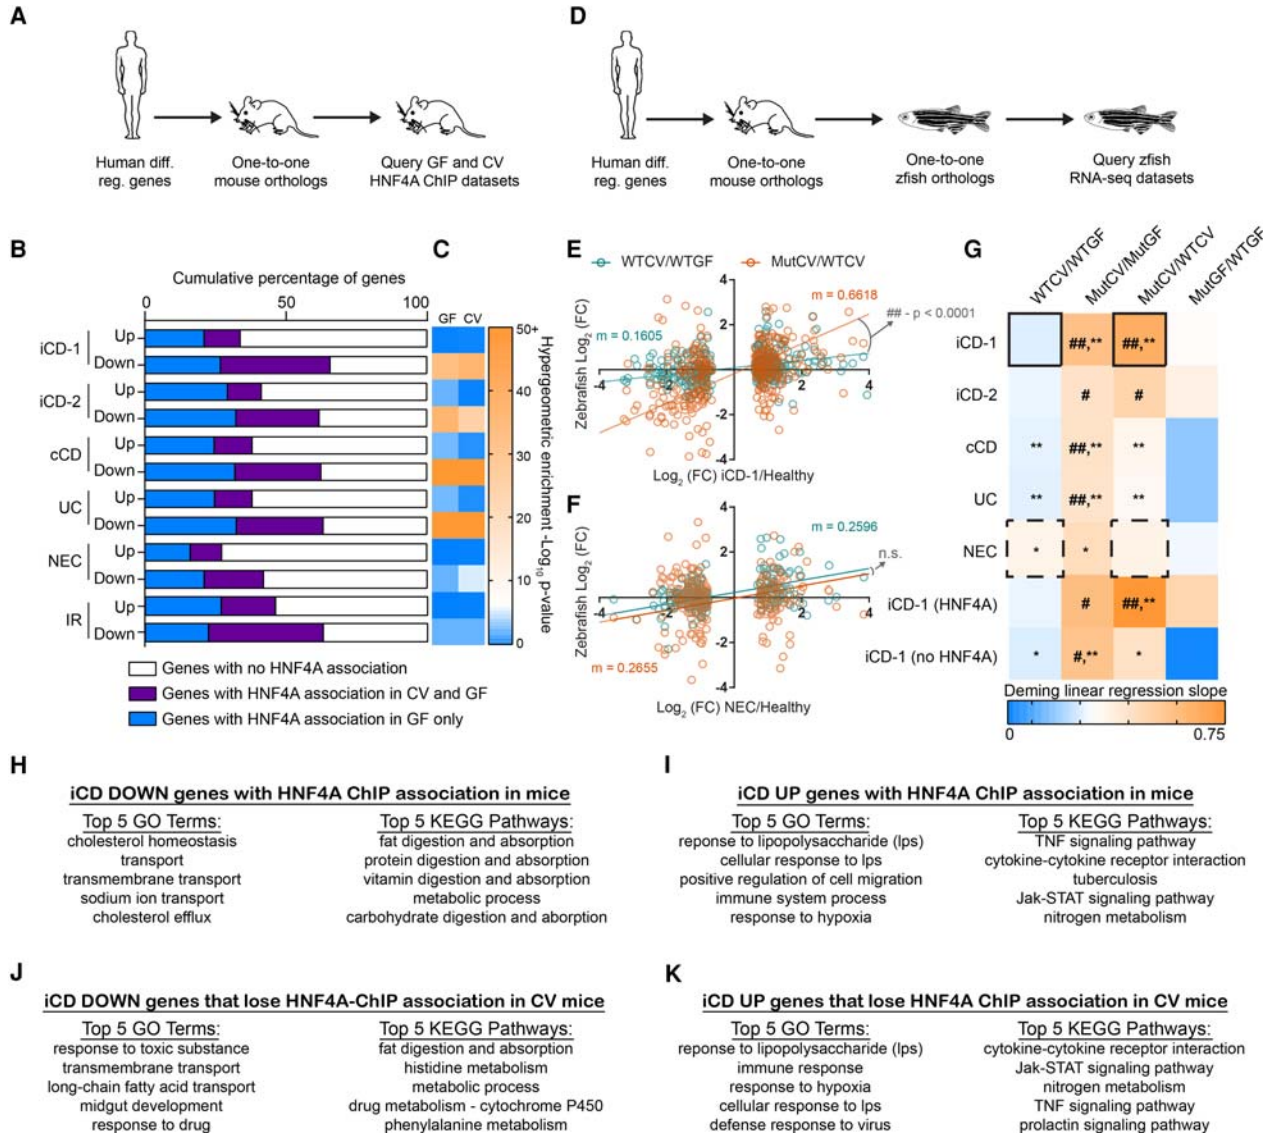 A
D
Human diff.
reg. genes
One-to-one
mouse orthologs
Query GF and CV
HNF4A ChIP datasets
Human diff.
reg. genes
One-to-one
mouse orthologs
One-to-one
zfish orthologs
Query zfish
RNA-seq datasets
B
Cumulative percentage of genes
0 50 100
iCD-1
Up
Down
iCD-2
Up
Down
cCD
Up
Down
UC
Up
Down
NEC
Up
Down
IR
Up
Down
Genes with no HNF4A association
Genes with HNF4A association in CV and GF
Genes with HNF4A association in GF only
C
GF CV
50+
40
30
20
10
0
Hypergeometric enrichment -Log10 p-value
E
WTCV/WTGF
MutCV/WTCV
m = 0.6618
## - p < 0.0001
m = 0.1605
Zebrafish Log2 (FC)
4
2
-2
-4
-4 -2 2 4
Log2 (FC) iCD-1/Healthy
F
m = 0.2596
n.s.
m = 0.2655
Zebrafish Log2 (FC)
4
2
-2
-4
-4 -2 2 4
Log2 (FC) NEC/Healthy
G
WTCV/WTGF
MutCV/MutGF
MutCV/WTCV
MutGF/WTGF
iCD-1 ##,** ##,**
iCD-2 # #
cCD ** ##,** **
UC ** ##,** **
NEC * *
iCD-1 (HNF4A) # ##,**
iCD-1 (no HNF4A) * #,** *
Deming linear regression slope
0 0.75
H
iCD DOWN genes with HNF4A ChIP association in mice
Top 5 GO Terms:
cholesterol homeostasis
transport
transmembrane transport
sodium ion transport
cholesterol efflux
Top 5 KEGG Pathways:
fat digestion and absorption
protein digestion and absorption
vitamin digestion and absorption
metabolic process
carbohydrate digestion and aborption
I
iCD UP genes with HNF4A ChIP association in mice
Top 5 GO Terms:
reponse to lipopolysaccharide (lps)
cellular response to lps
positive regulation of cell migration
immune system process
response to hypoxia
Top 5 KEGG Pathways:
TNF signaling pathway
cytokine-cytokine receptor interaction
tuberculosis
Jak-STAT signaling pathway
nitrogen metabolism
J
iCD DOWN genes that lose HNF4A-ChIP association in CV mice
Top 5 GO Terms:
response to toxic substance
transmembrane transport
long-chain fatty acid transport
midgut development
response to drug
Top 5 KEGG Pathways:
fat digestion and absorption
histidine metabolism
metabolic process
drug metabolism - cytochrome P450
phenylalanine metabolism
K
iCD UP genes that lose HNF4A ChIP association in CV mice
Top 5 GO Terms:
reponse to lipopolysaccharide (lps)
immune response
response to hypoxia
cellular response to lps
defense response to virus
Top 5 KEGG Pathways:
cytokine-cytokine receptor interaction
Jak-STAT signaling pathway
nitrogen metabolism
TNF signaling pathway
prolactin signaling pathway